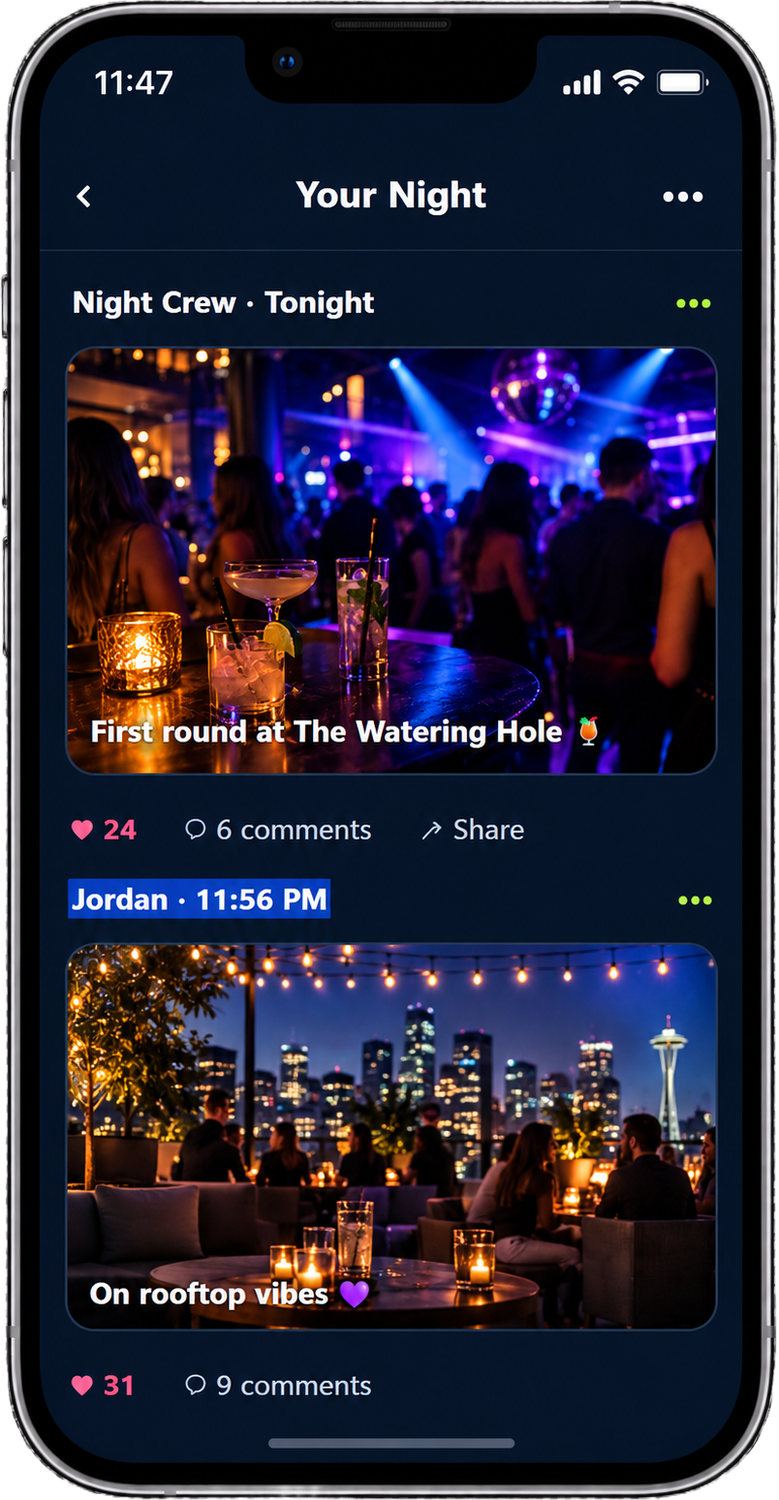 11:47
Your Night
Night Crew · Tonight
First round at The Watering Hole 🍹
24 6 comments Share
Jordan · 11:56 PM
On rooftop vibes 💜
31 9 comments